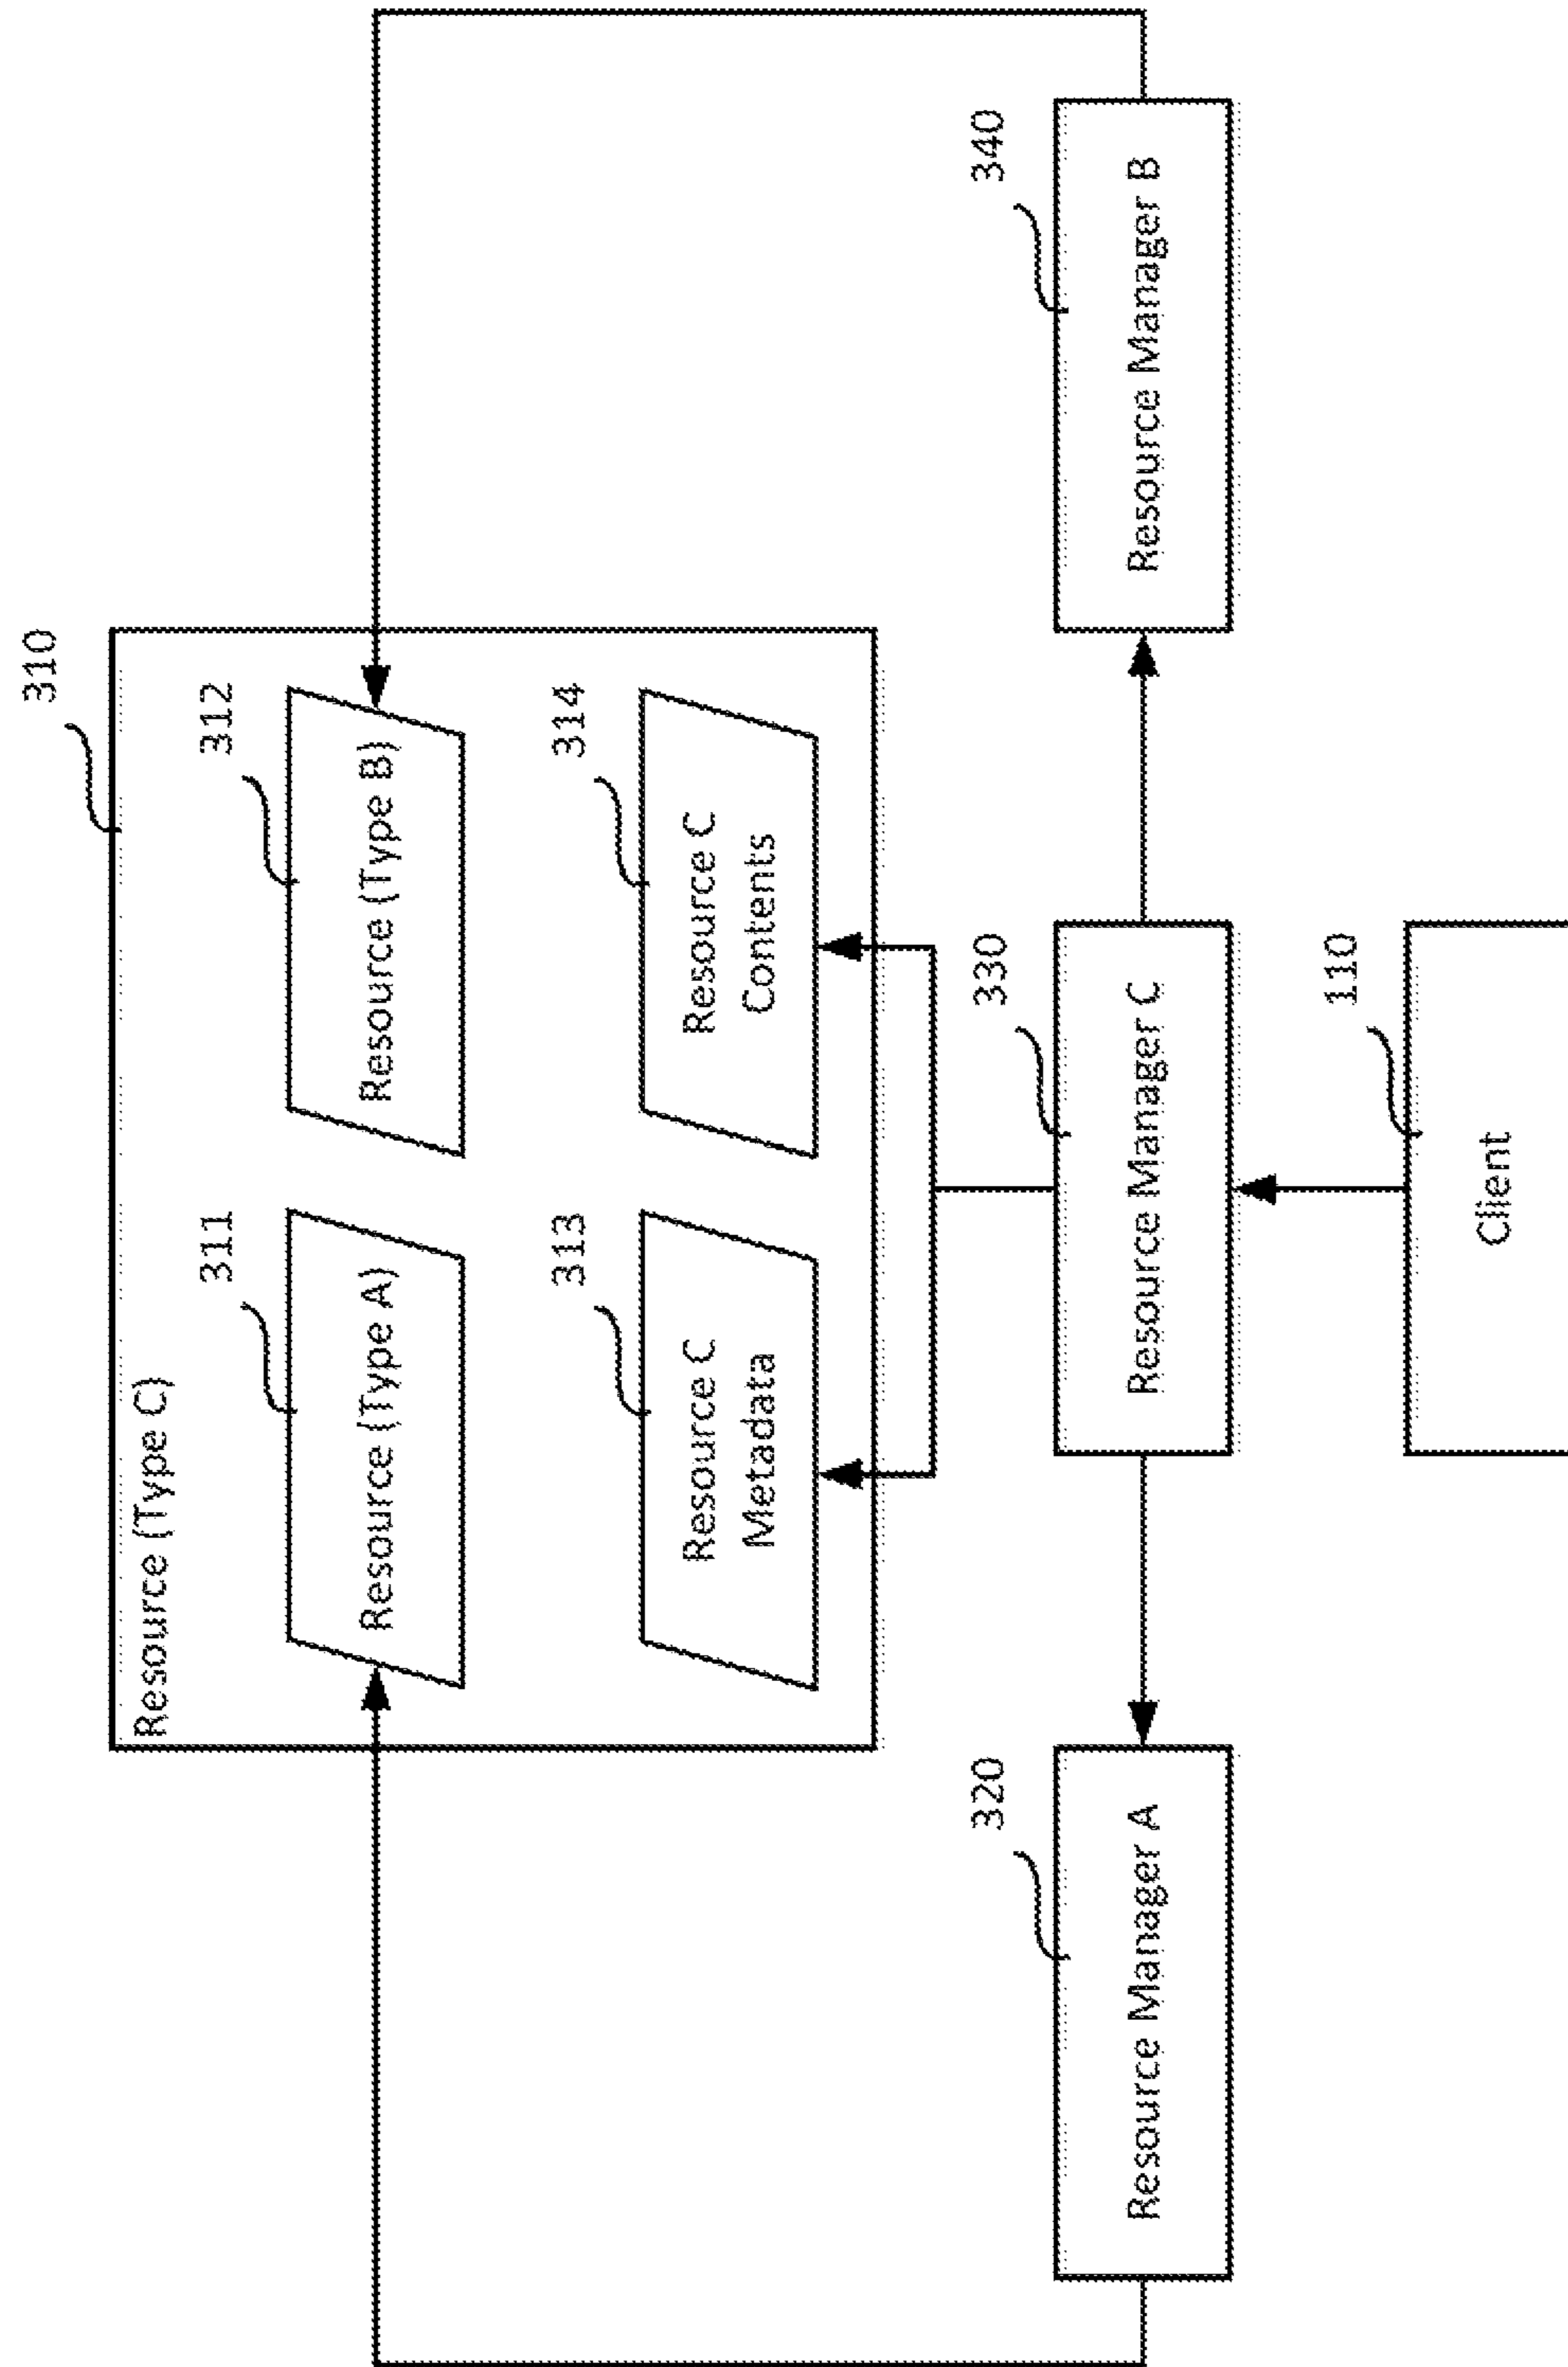 310
Resource (Type C)
311
Resource (Type A)
312
Resource (Type B)
313
Resource C
Metadata
314
Resource C
Contents
320
Resource Manager A
330
Resource Manager C
340
Resource Manager B
110
Client